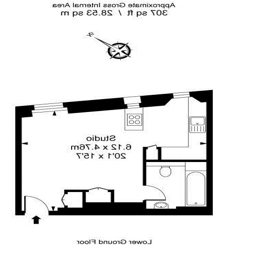 Approximate Gross Internal Area
307 sq ft / 28.53 sq m
Studio
6.12 x 4.76m
20'1 x 15'7
Lower Ground Floor